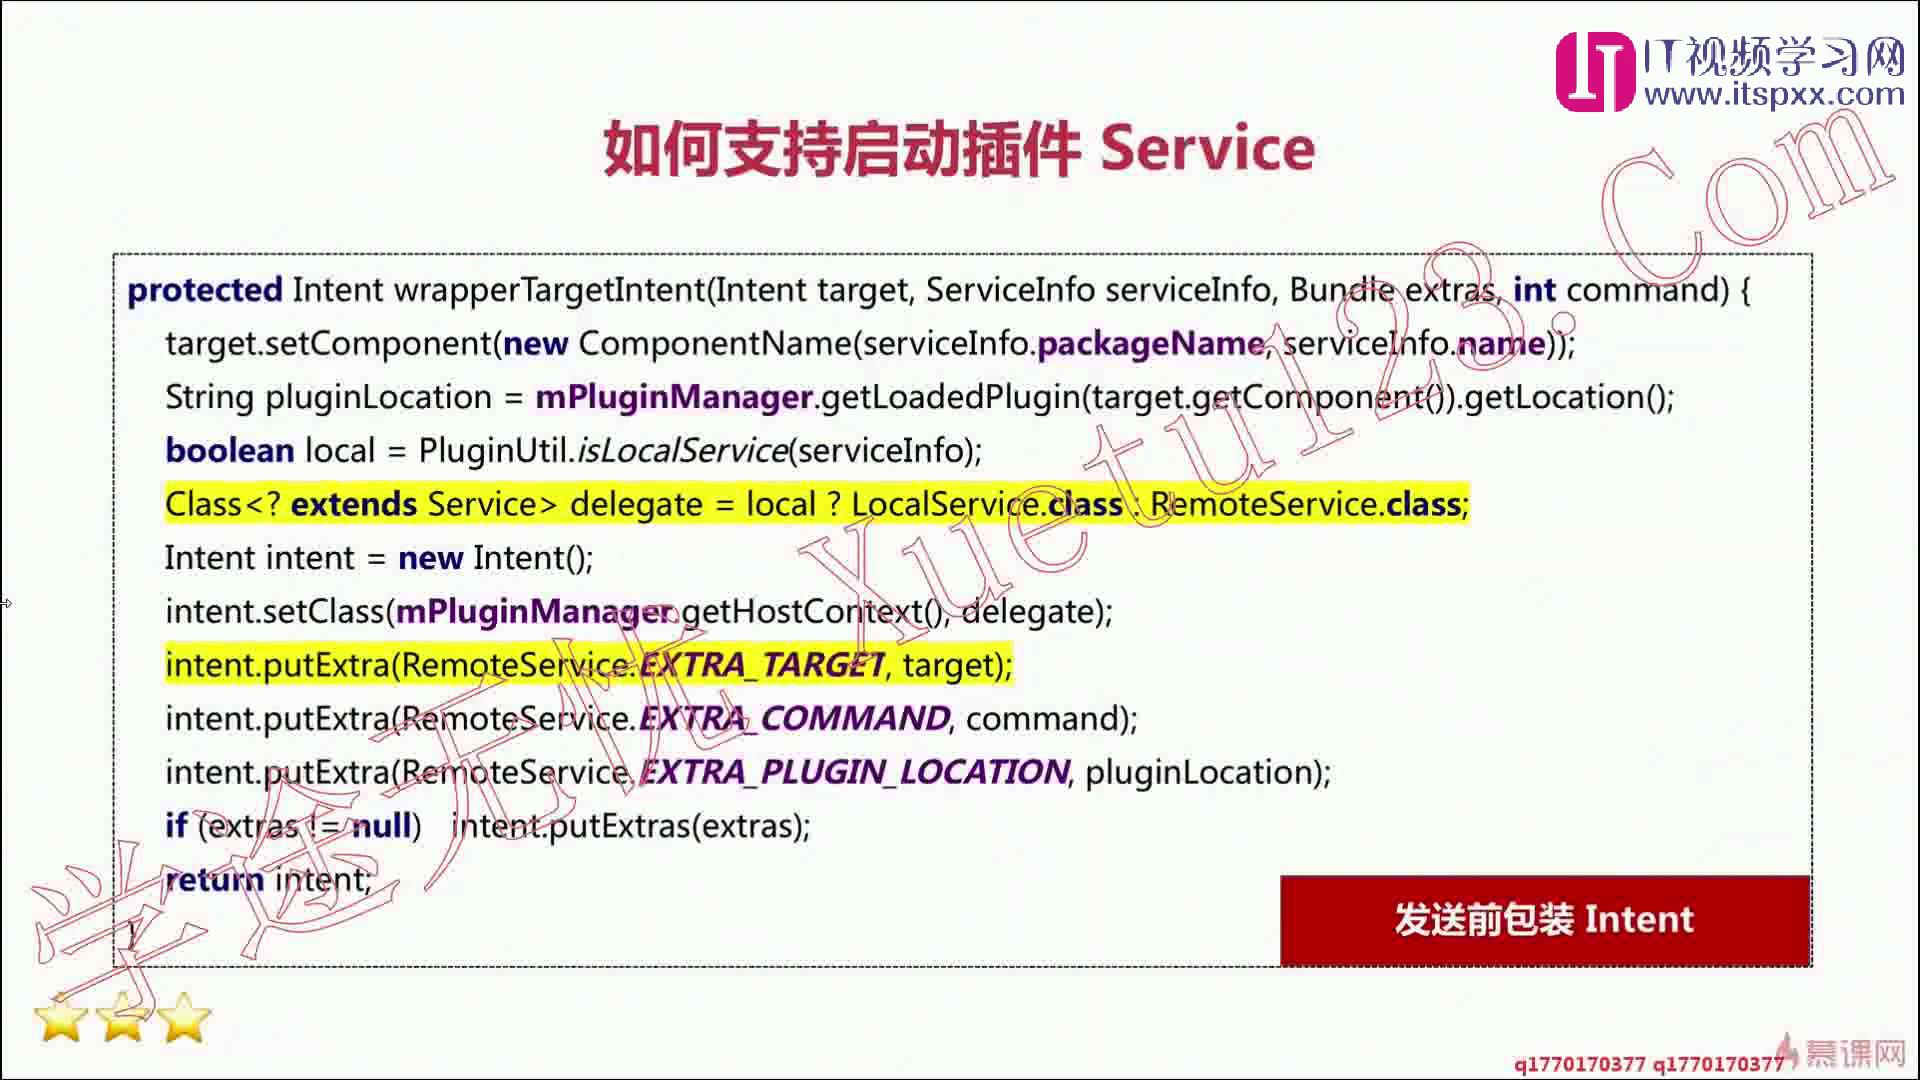 IT视频学习网
www.itspxx.com
如何支持启动插件 Service
protected Intent wrapperTargetIntent(Intent target, ServiceInfo serviceInfo, Bundle extras, int command) {
target.setComponent(new ComponentName(serviceInfo.packageName, serviceInfo.name));
String pluginLocation = mPluginManager.getLoadedPlugin(target.getComponent()).getLocation();
boolean local = PluginUtil.isLocalService(serviceInfo);
Class<? extends Service> delegate = local ? LocalService.class : RemoteService.class;
Intent intent = new Intent();
intent.setClass(mPluginManager.getHostContext(), delegate);
intent.putExtra(RemoteService.EXTRA_TARGET, target);
intent.putExtra(RemoteService.EXTRA_COMMAND, command);
intent.putExtra(RemoteService.EXTRA_PLUGIN_LOCATION, pluginLocation);
if (extras != null) intent.putExtras(extras);
return intent;
}
发送前包装 Intent
学途无忧 Xuetu123.Com
q1770170377 q1770170377
慕课网